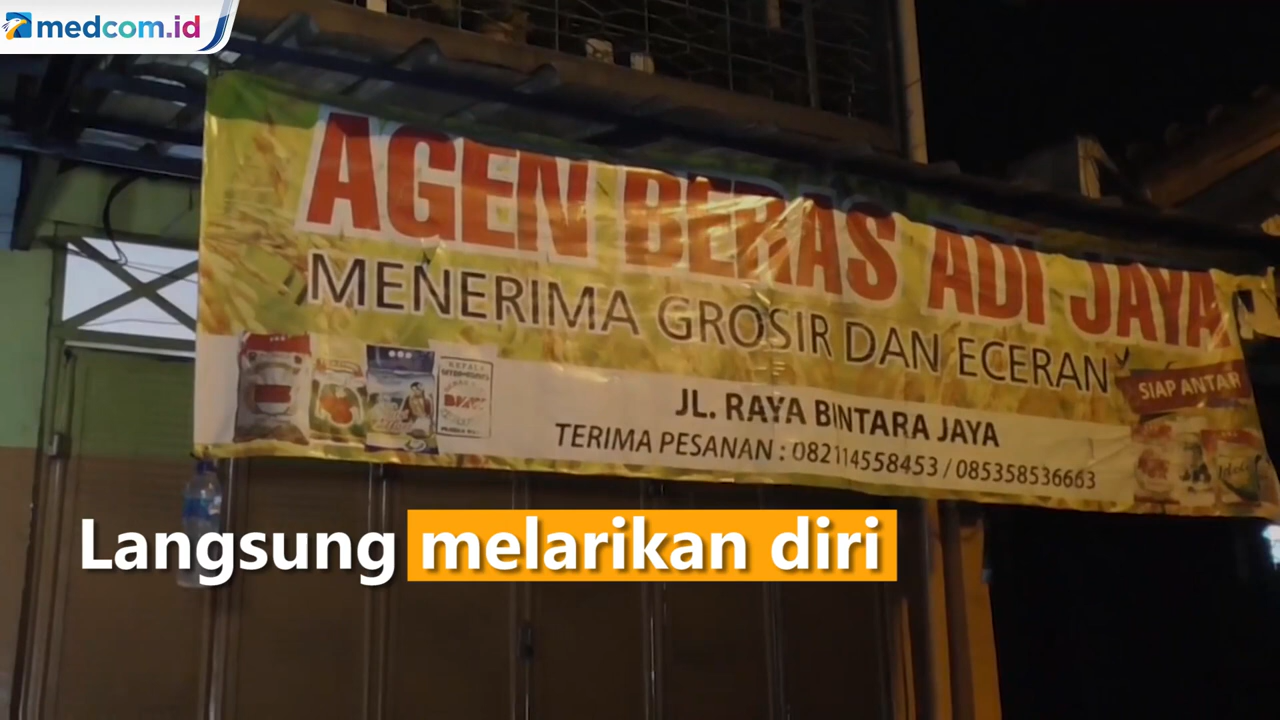 medcom.id
AGEN BERAS ADI JAYA
MENERIMA GROSIR DAN ECERAN
SIAP ANTAR
JL. RAYA BINTARA JAYA
TERIMA PESANAN : 082114558453 / 085358536663
KEPALA
Langsung melarikan diri